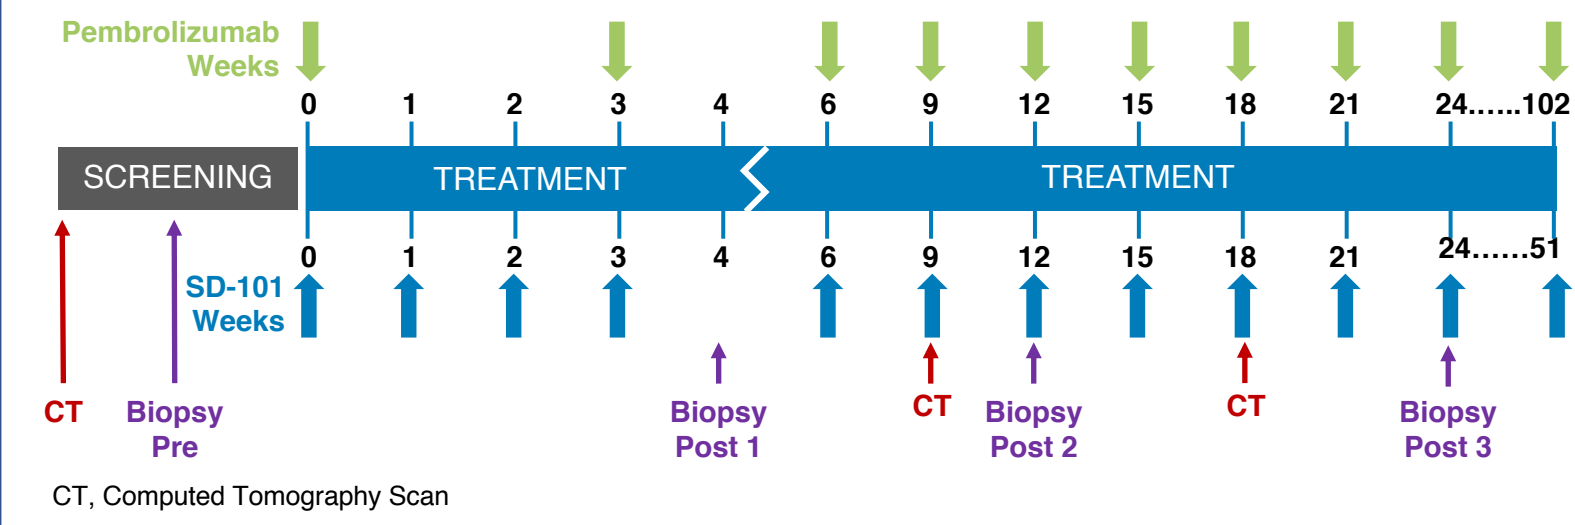 Pembrolizumab
Weeks
0 1 2 3 4 6 9 12 15 18 21 24......102
SCREENING TREATMENT TREATMENT
0 1 2 3 4 6 9 12 15 18 21 24......51
SD-101
Weeks
CT Biopsy Pre
Biopsy Post 1
CT
Biopsy Post 2
CT
Biopsy Post 3
CT, Computed Tomography Scan